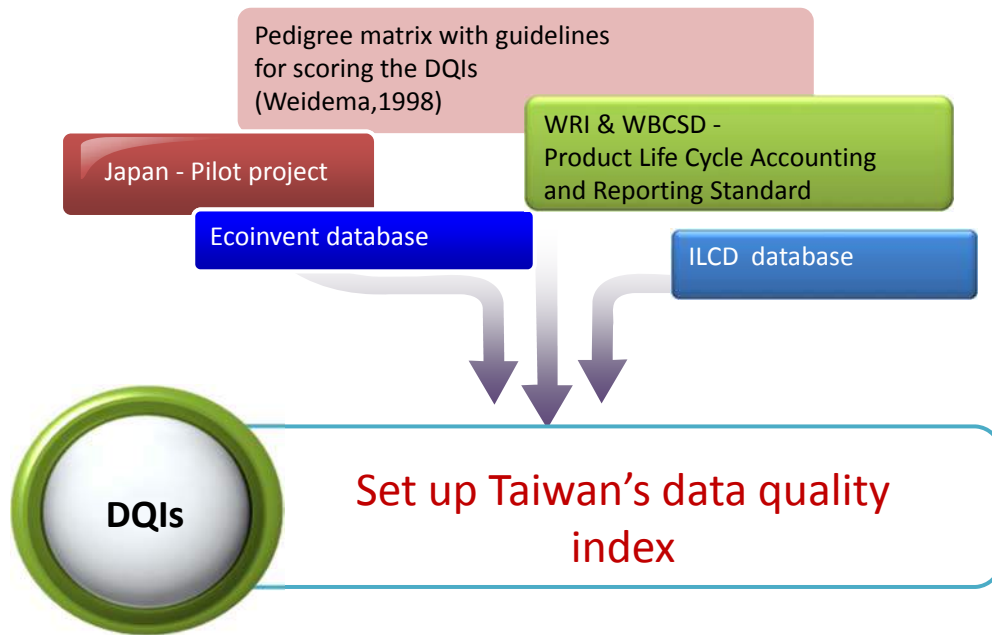 Pedigree matrix with guidelines
for scoring the DQIs
(Weidema,1998)
WRI & WBCSD -
Product Life Cycle Accounting
and Reporting Standard
Japan - Pilot project
Ecoinvent database
ILCD database
DQIs
Set up Taiwan’s data quality
index